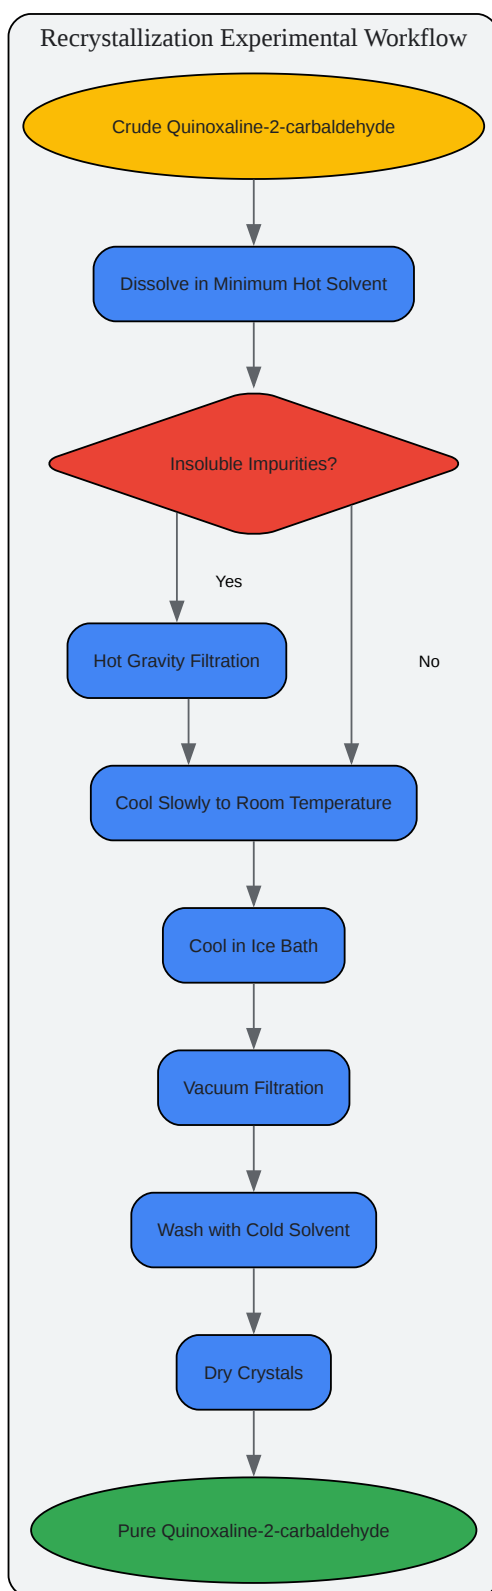 Recrystallization Experimental Workflow
Crude Quinoxaline-2-carbaldehyde
Dissolve in Minimum Hot Solvent
Insoluble Impurities?
Yes
Hot Gravity Filtration
No
Cool Slowly to Room Temperature
Cool in Ice Bath
Vacuum Filtration
Wash with Cold Solvent
Dry Crystals
Pure Quinoxaline-2-carbaldehyde